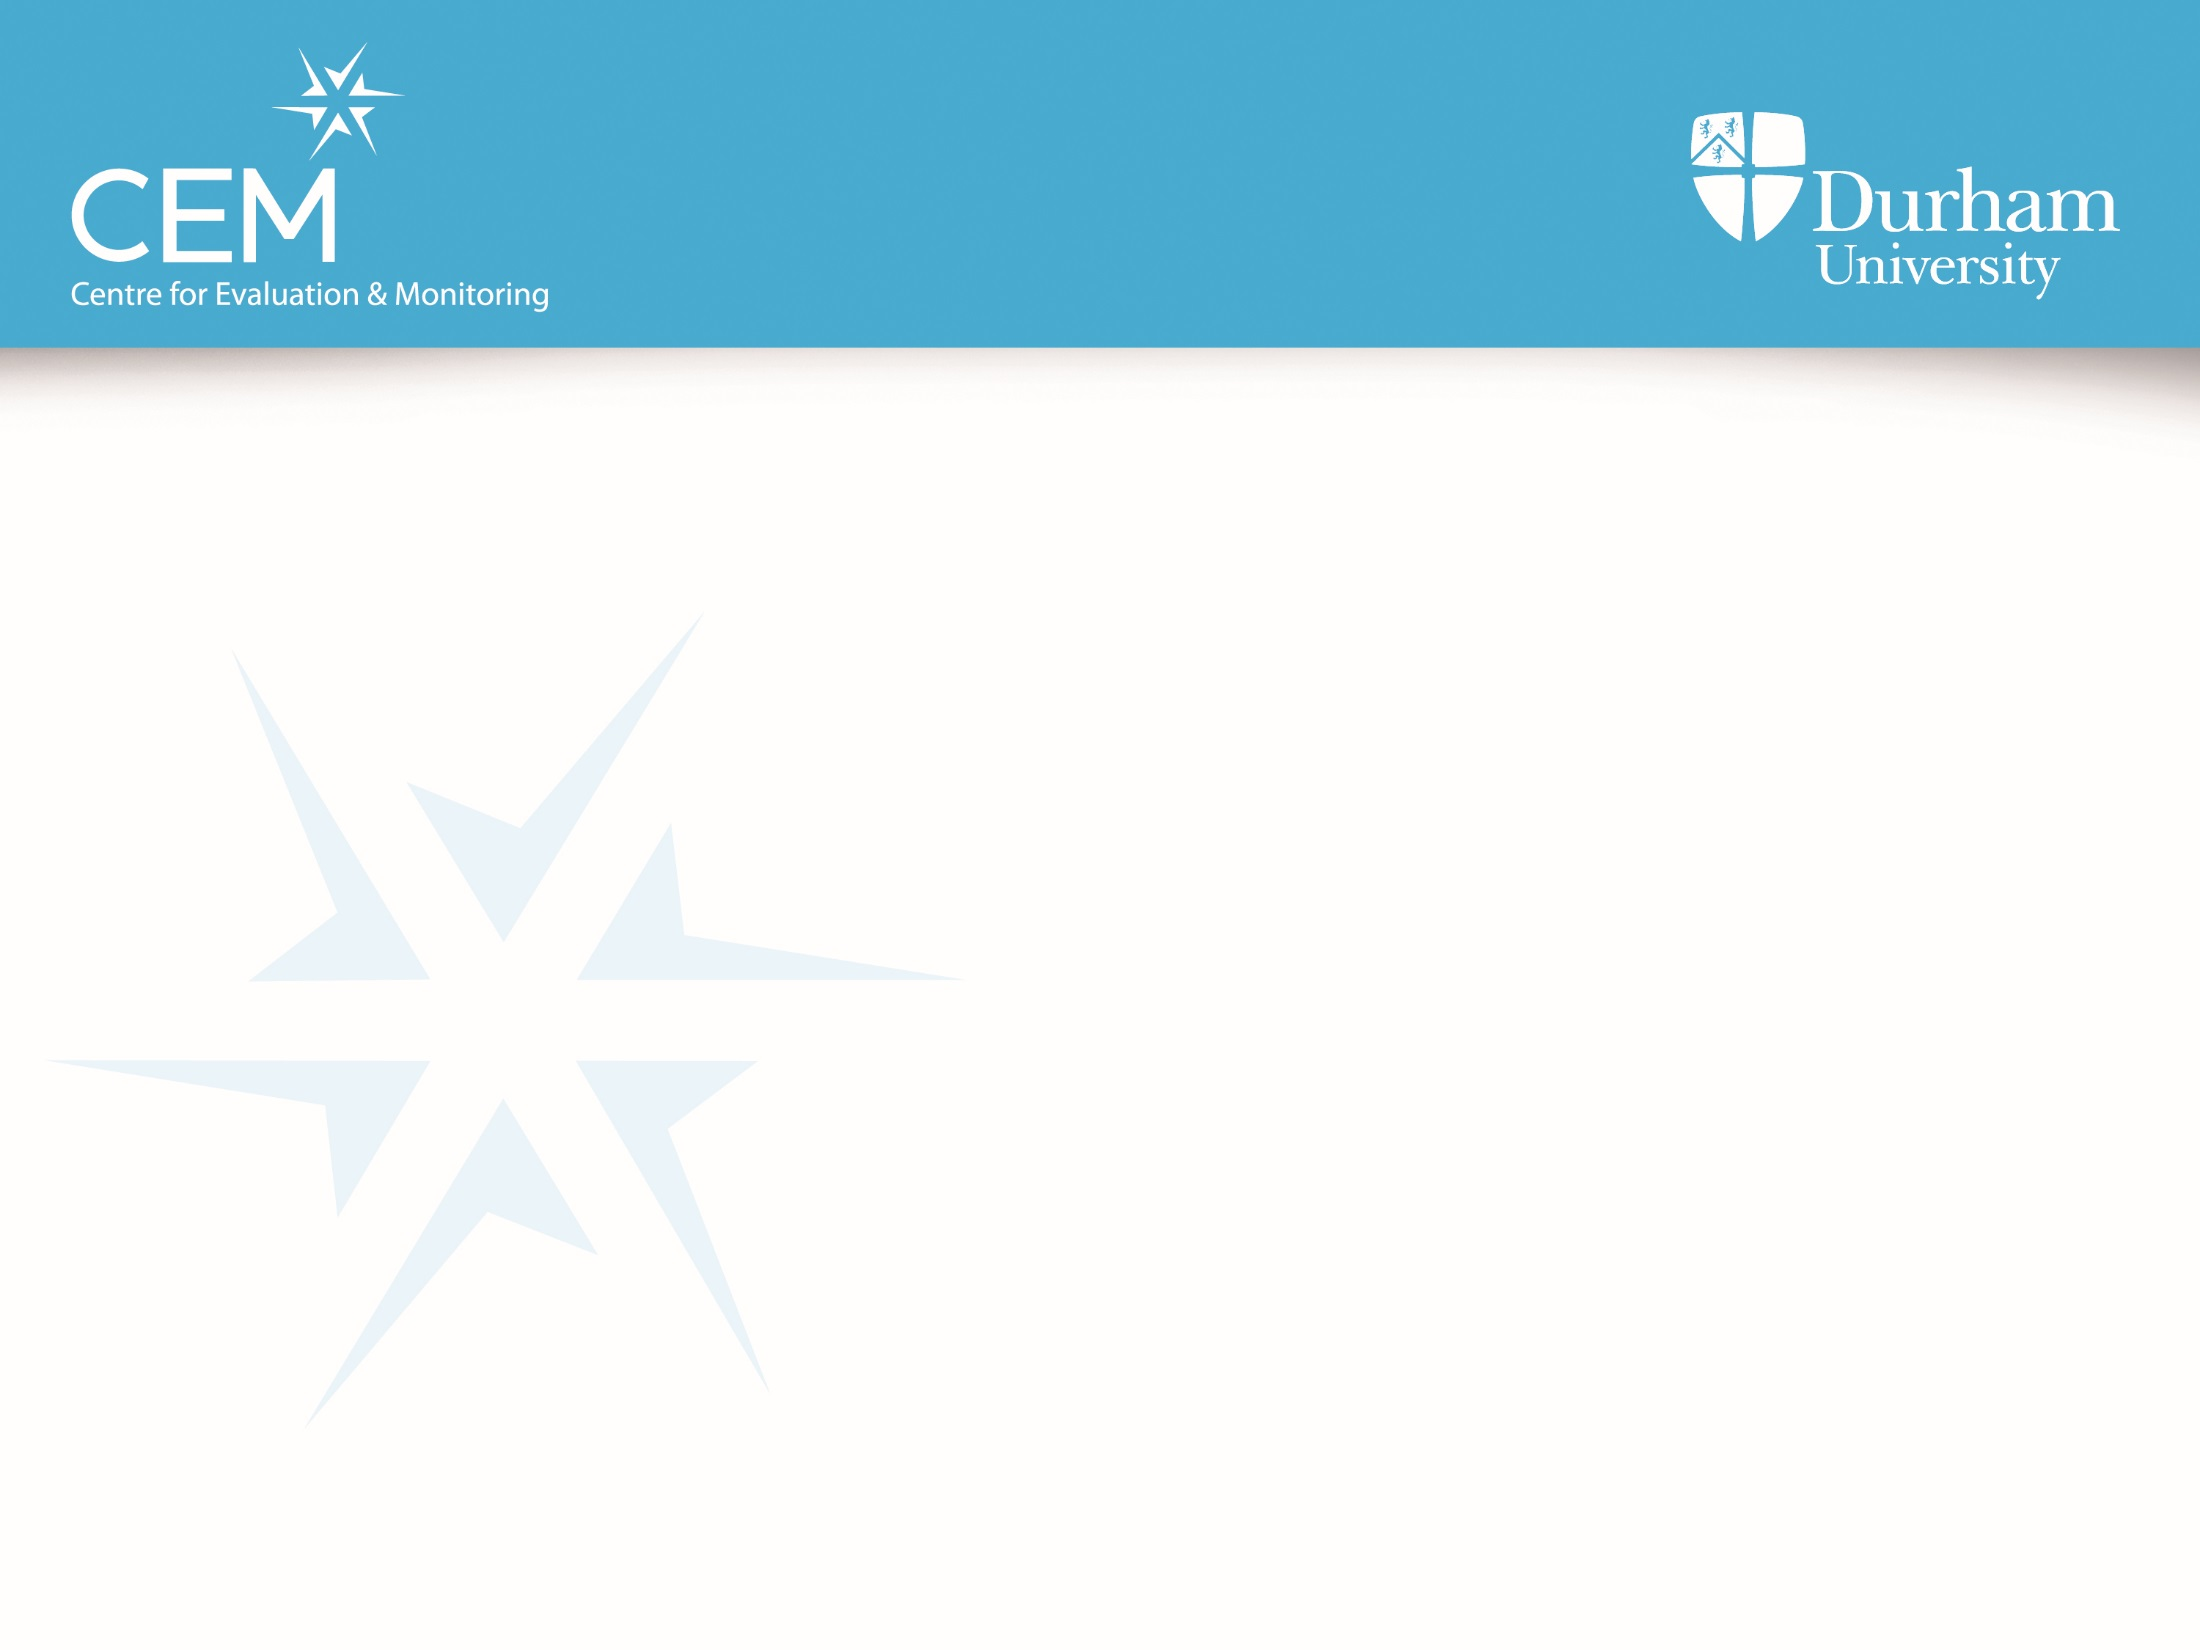 CEM
Centre for Evaluation & Monitoring
Durham
University